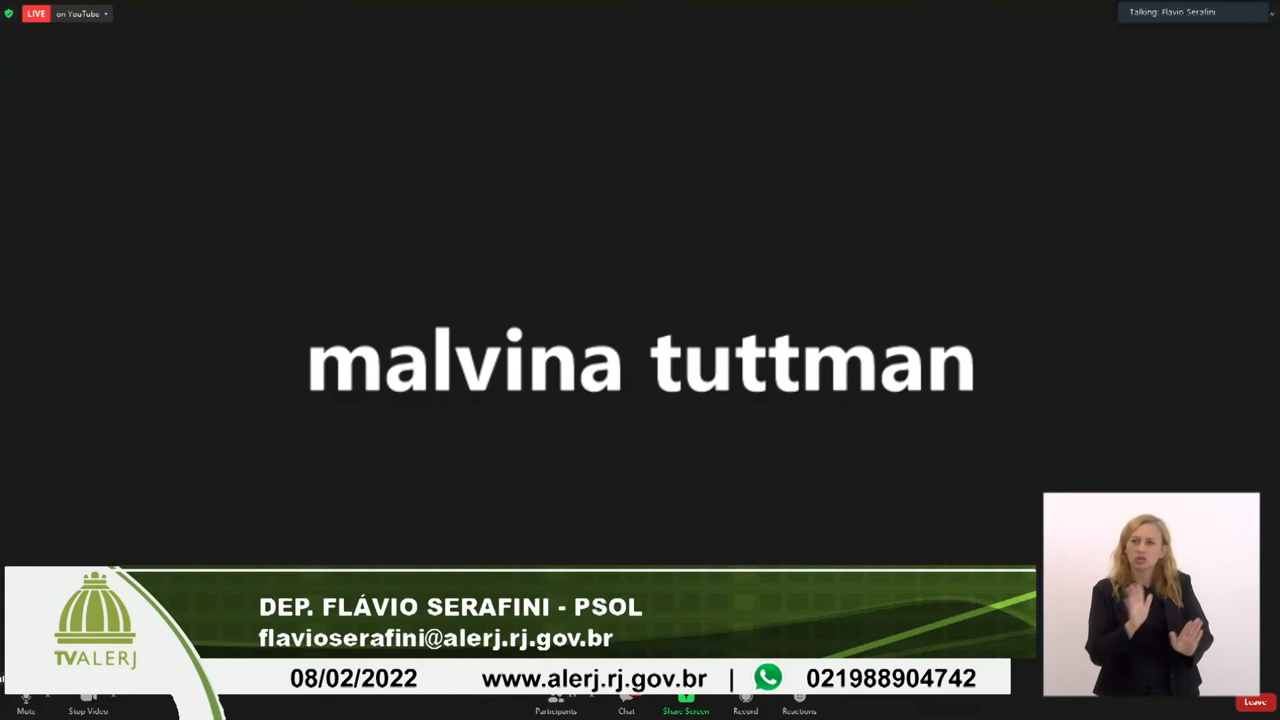 LIVE on YouTube
Talking: Flavio Serafini
malvina tuttman
DEP. FLÁVIO SERAFINI - PSOL
flavioserafini@alerj.rj.gov.br
TVALERJ
08/02/2022 www.alerj.rj.gov.br | 021988904742
Mute Stop Video Participants Chat Share Screen Record Reactions Leave